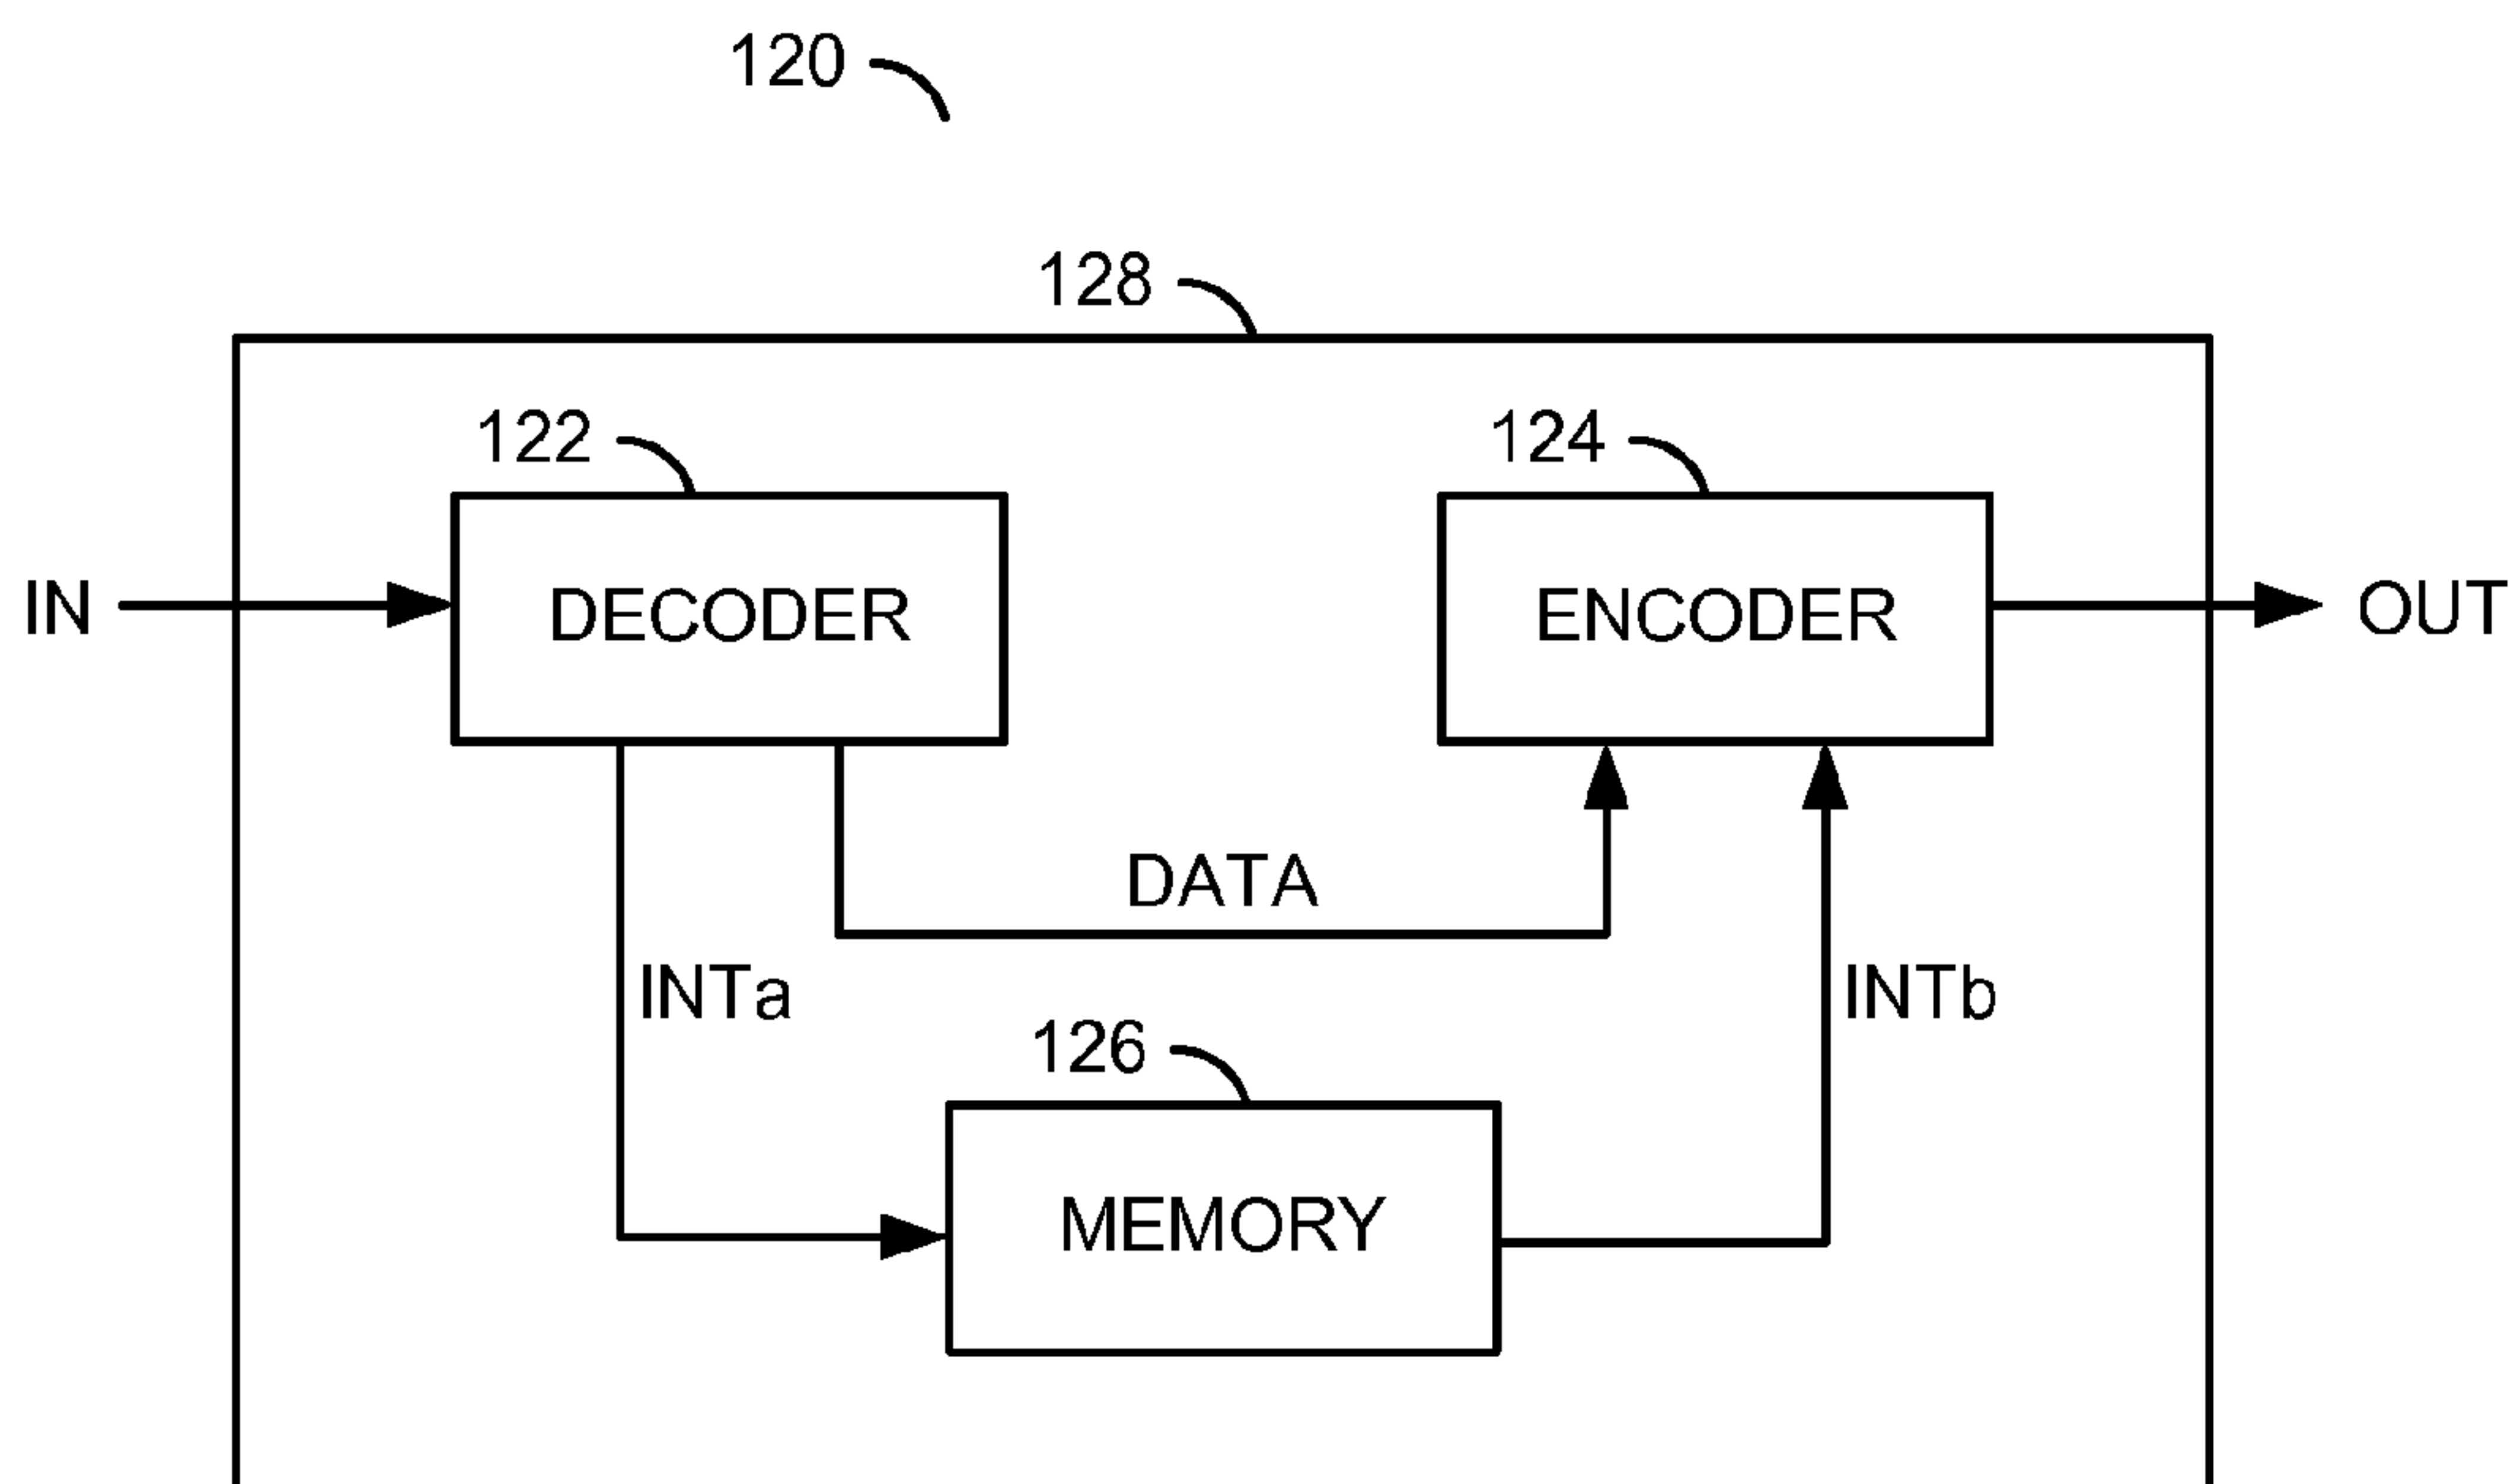 120
128
122
124
IN
DECODER
ENCODER
OUT
DATA
INTa
INTb
126
MEMORY